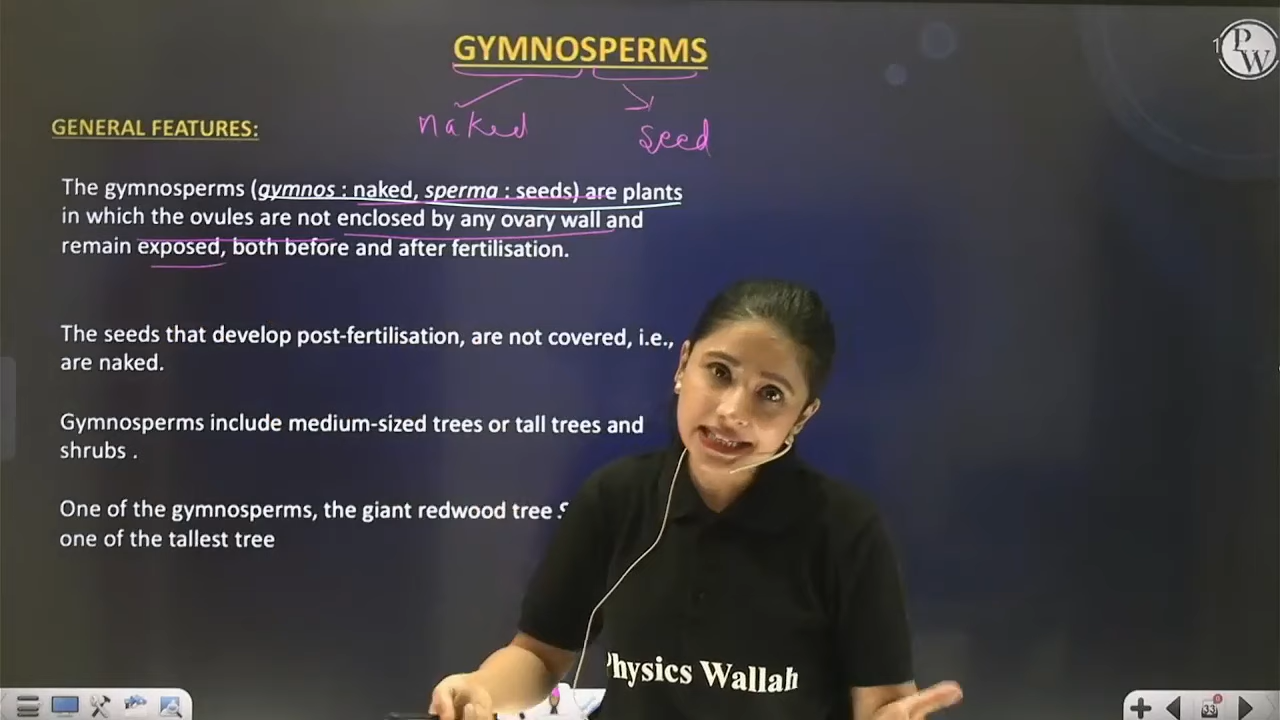 GYMNOSPERMS
P
W
naked
seed
GENERAL FEATURES:
The gymnosperms (gymnos : naked, sperma : seeds) are plants
in which the ovules are not enclosed by any ovary wall and
remain exposed, both before and after fertilisation.
The seeds that develop post-fertilisation, are not covered, i.e.,
are naked.
Gymnosperms include medium-sized trees or tall trees and
shrubs .
One of the gymnosperms, the giant redwood tree
one of the tallest tree
Physics Wallah
33